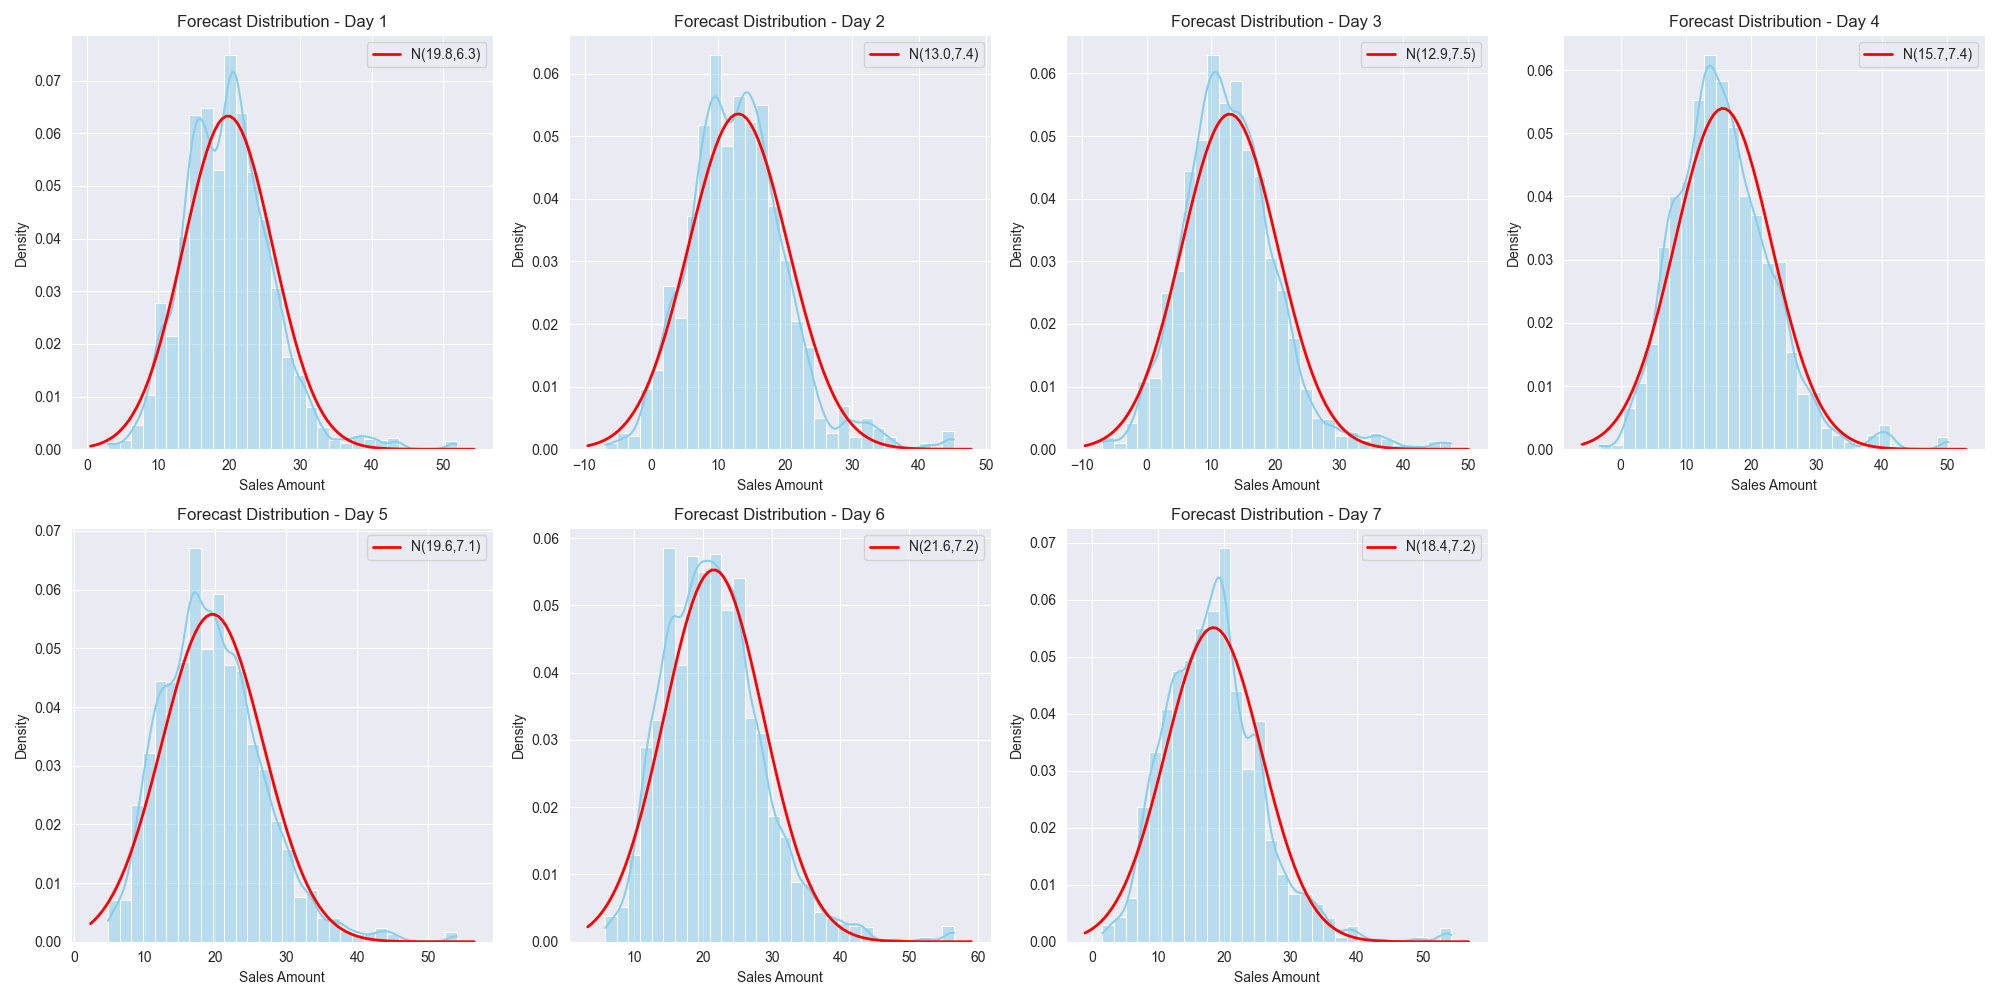 Forecast Distribution - Day 1
N(19.8,6.3)
0.07
0.06
0.05
0.04
0.03
0.02
0.01
0.00
Density
0 10 20 30 40 50
Sales Amount
Forecast Distribution - Day 2
N(13.0,7.4)
0.06
0.05
0.04
0.03
0.02
0.01
0.00
Density
−10 0 10 20 30 40 50
Sales Amount
Forecast Distribution - Day 3
N(12.9,7.5)
0.06
0.05
0.04
0.03
0.02
0.01
0.00
Density
−10 0 10 20 30 40 50
Sales Amount
Forecast Distribution - Day 4
N(15.7,7.4)
0.06
0.05
0.04
0.03
0.02
0.01
0.00
Density
0 10 20 30 40 50
Sales Amount
Forecast Distribution - Day 5
N(19.6,7.1)
0.07
0.06
0.05
0.04
0.03
0.02
0.01
0.00
Density
0 10 20 30 40 50
Sales Amount
Forecast Distribution - Day 6
N(21.6,7.2)
0.06
0.05
0.04
0.03
0.02
0.01
0.00
Density
10 20 30 40 50 60
Sales Amount
Forecast Distribution - Day 7
N(18.4,7.2)
0.07
0.06
0.05
0.04
0.03
0.02
0.01
0.00
Density
0 10 20 30 40 50
Sales Amount